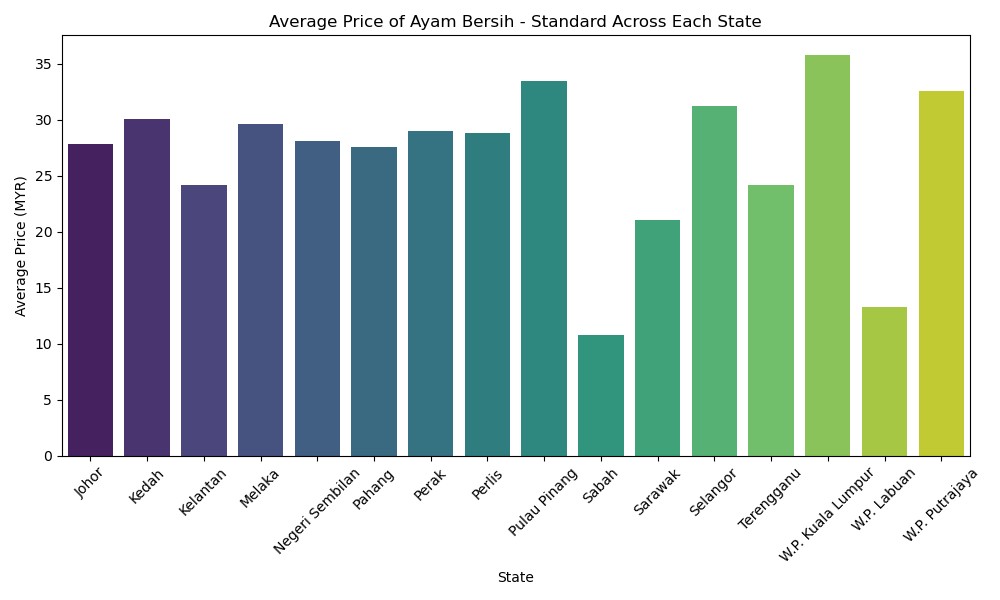 Average Price of Ayam Bersih - Standard Across Each State
Average Price (MYR)
35
30
25
20
15
10
5
0
Johor
Kedah
Kelantan
Melaka
Negeri Sembilan
Pahang
Perak
Perlis
Pulau Pinang
Sabah
Sarawak
Selangor
Terengganu
W.P. Kuala Lumpur
W.P. Labuan
W.P. Putrajaya
State